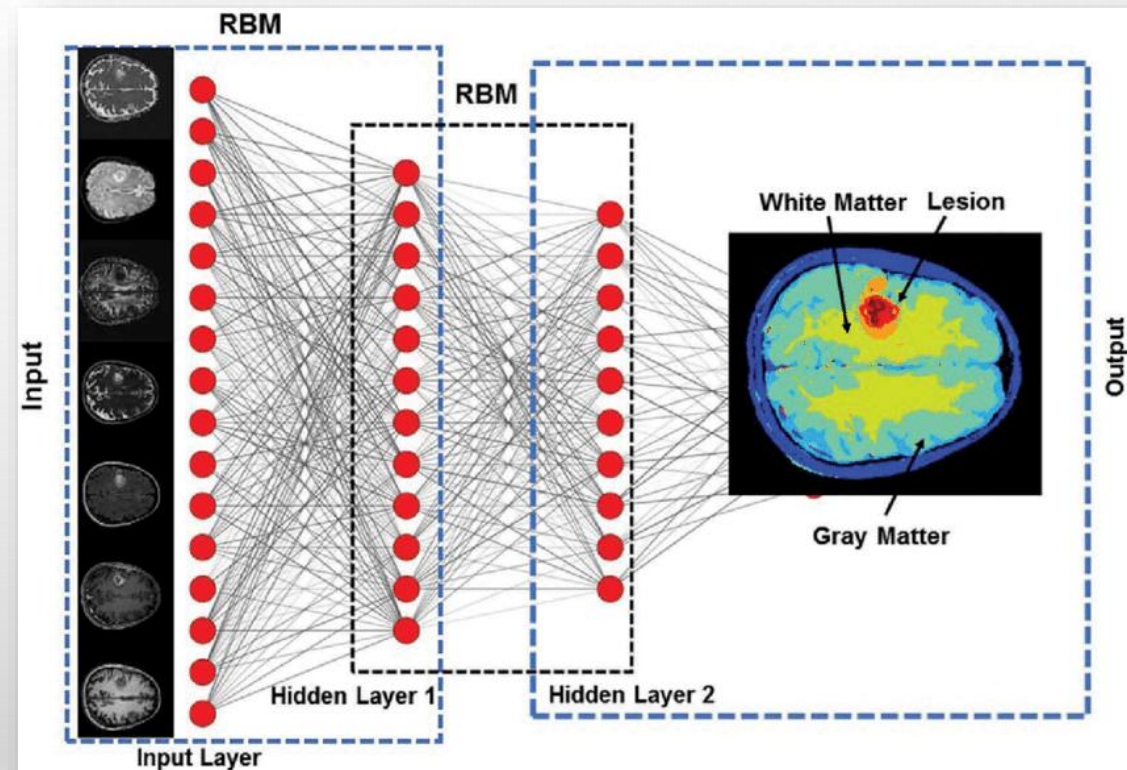 RBM
RBM
Input
White Matter
Lesion
Output
Gray Matter
Hidden Layer 1
Hidden Layer 2
Input Layer